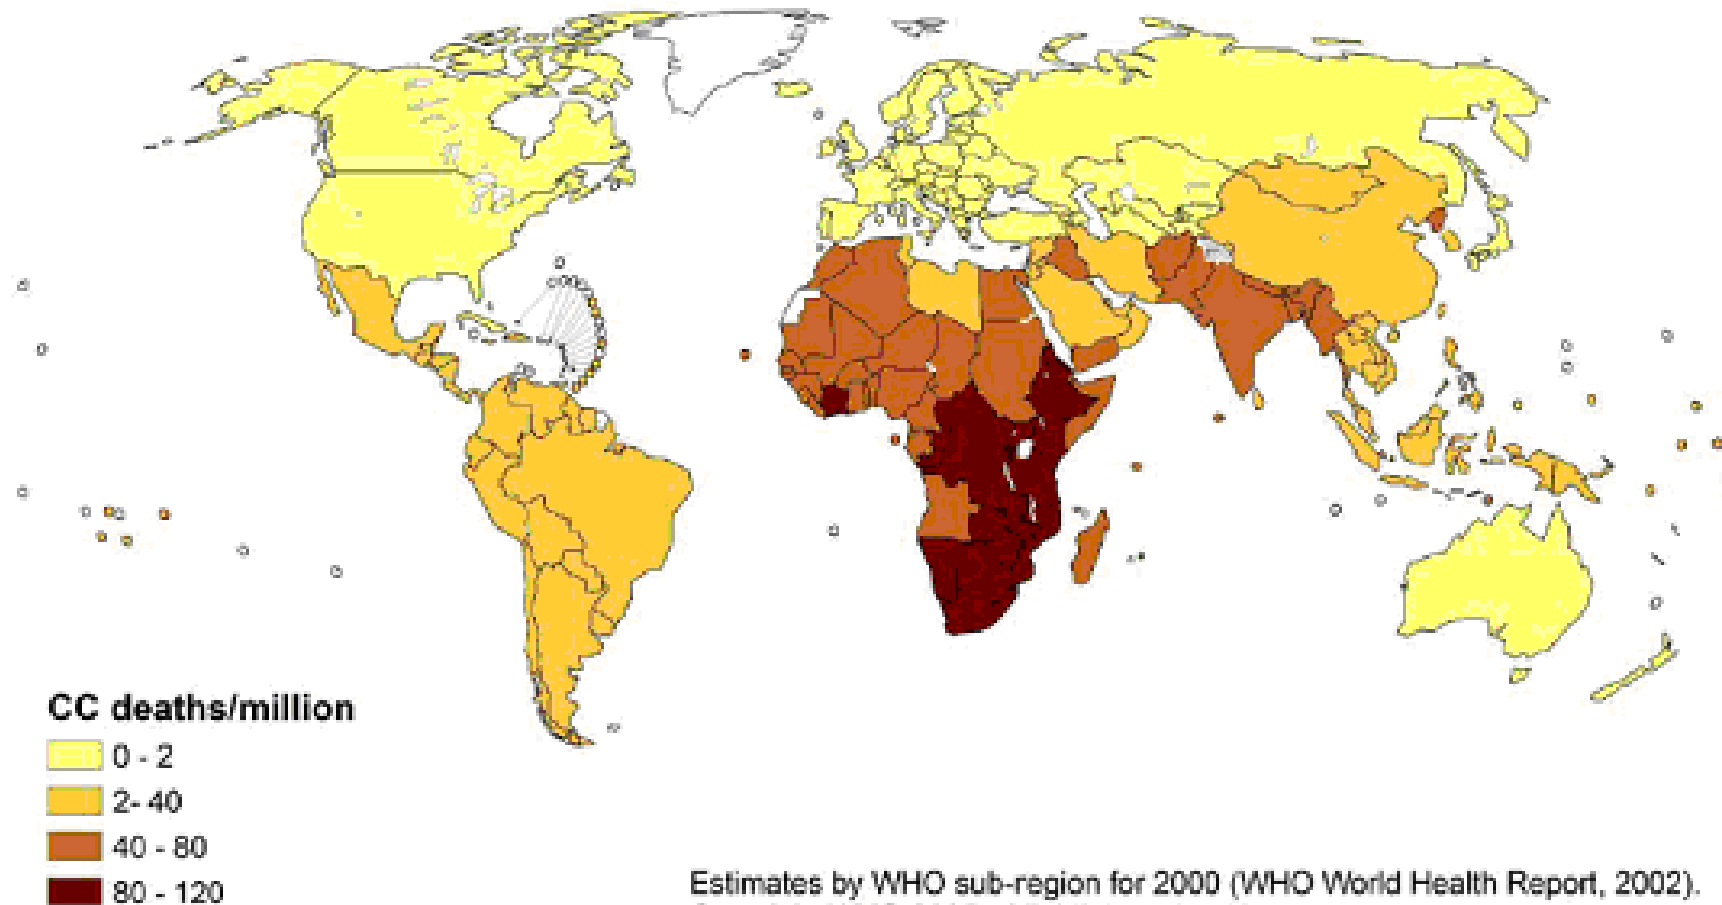 CC deaths/million
0 - 2
2- 40
40 - 80
80 - 120
Estimates by WHO sub-region for 2000 (WHO World Health Report, 2002).